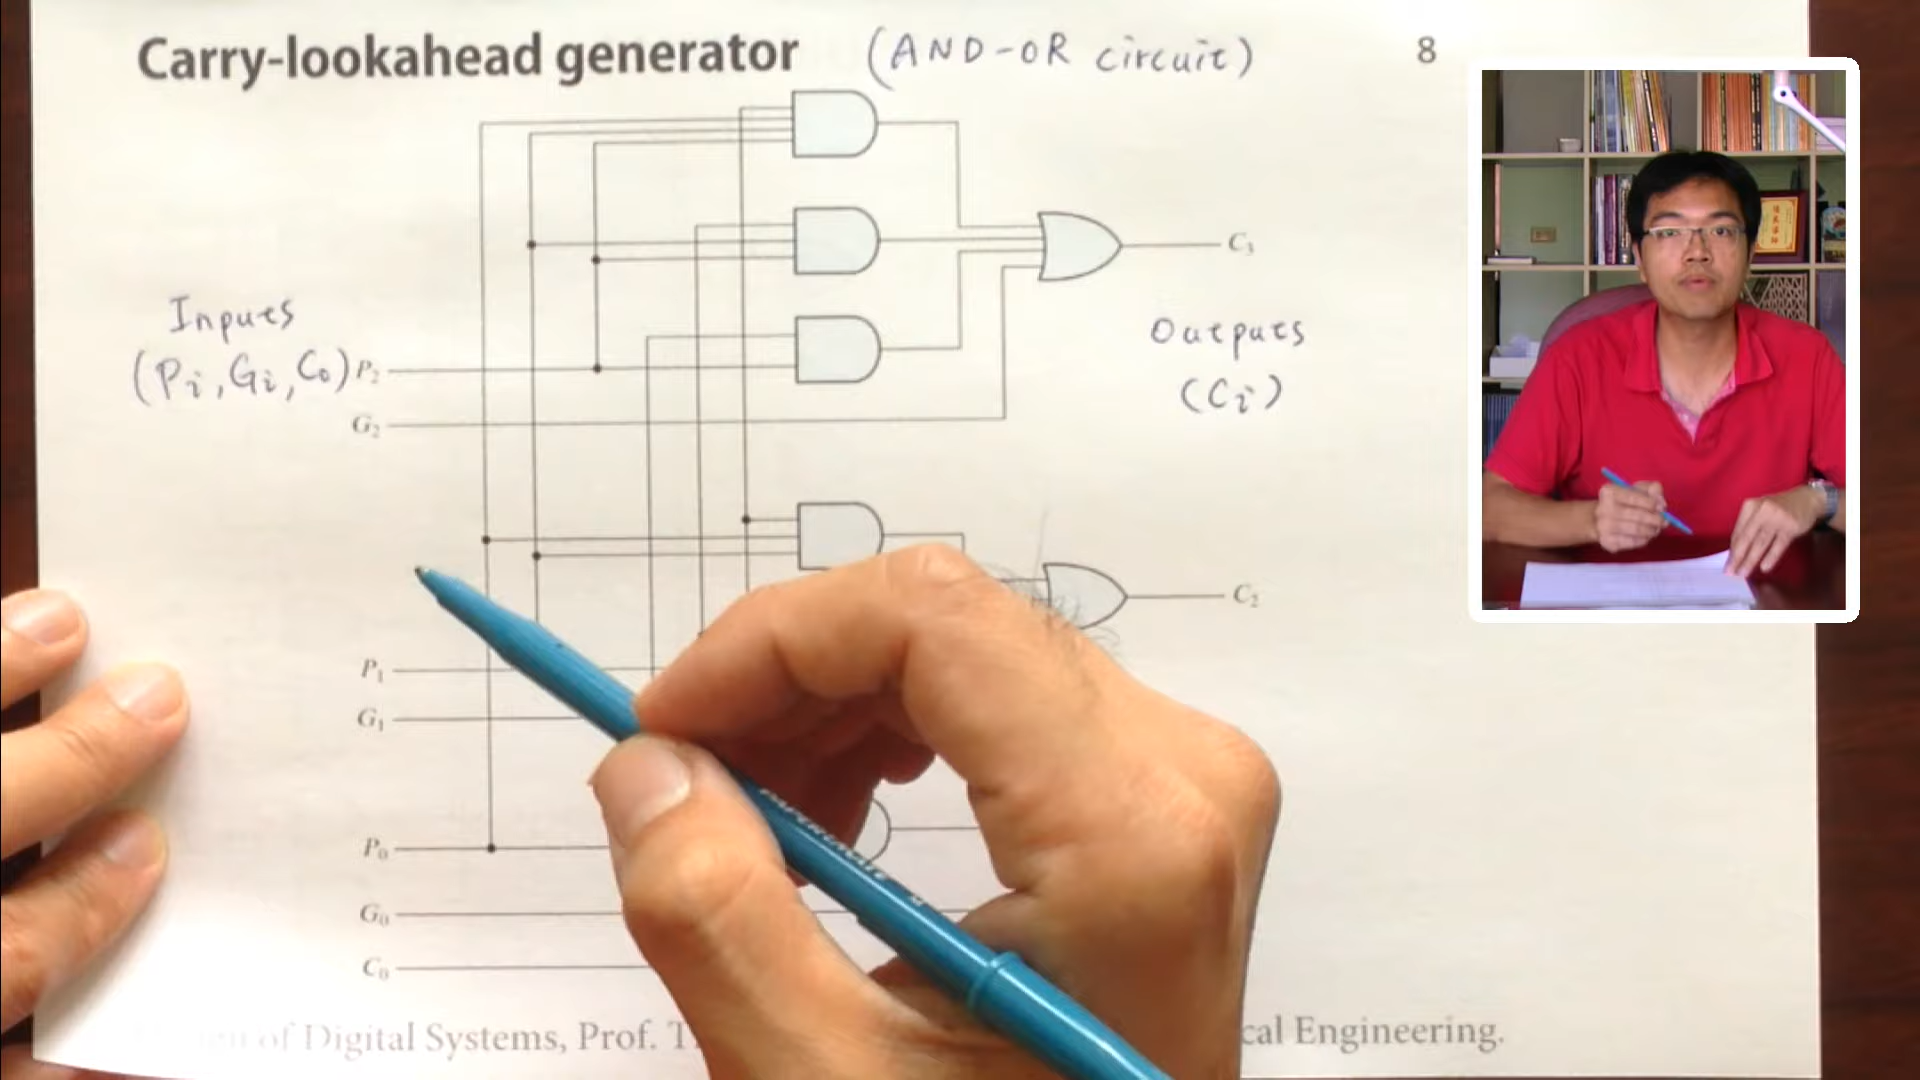 Carry-lookahead generator (AND-OR circuit) 8
C₃
Inputs
Outputs
(Pi, Gi, C₀) P₂
(Ci)
G₂
C₂
P₁
G₁
P₀
G₀
C₀
of Digital Systems, Prof. T
cal Engineering.